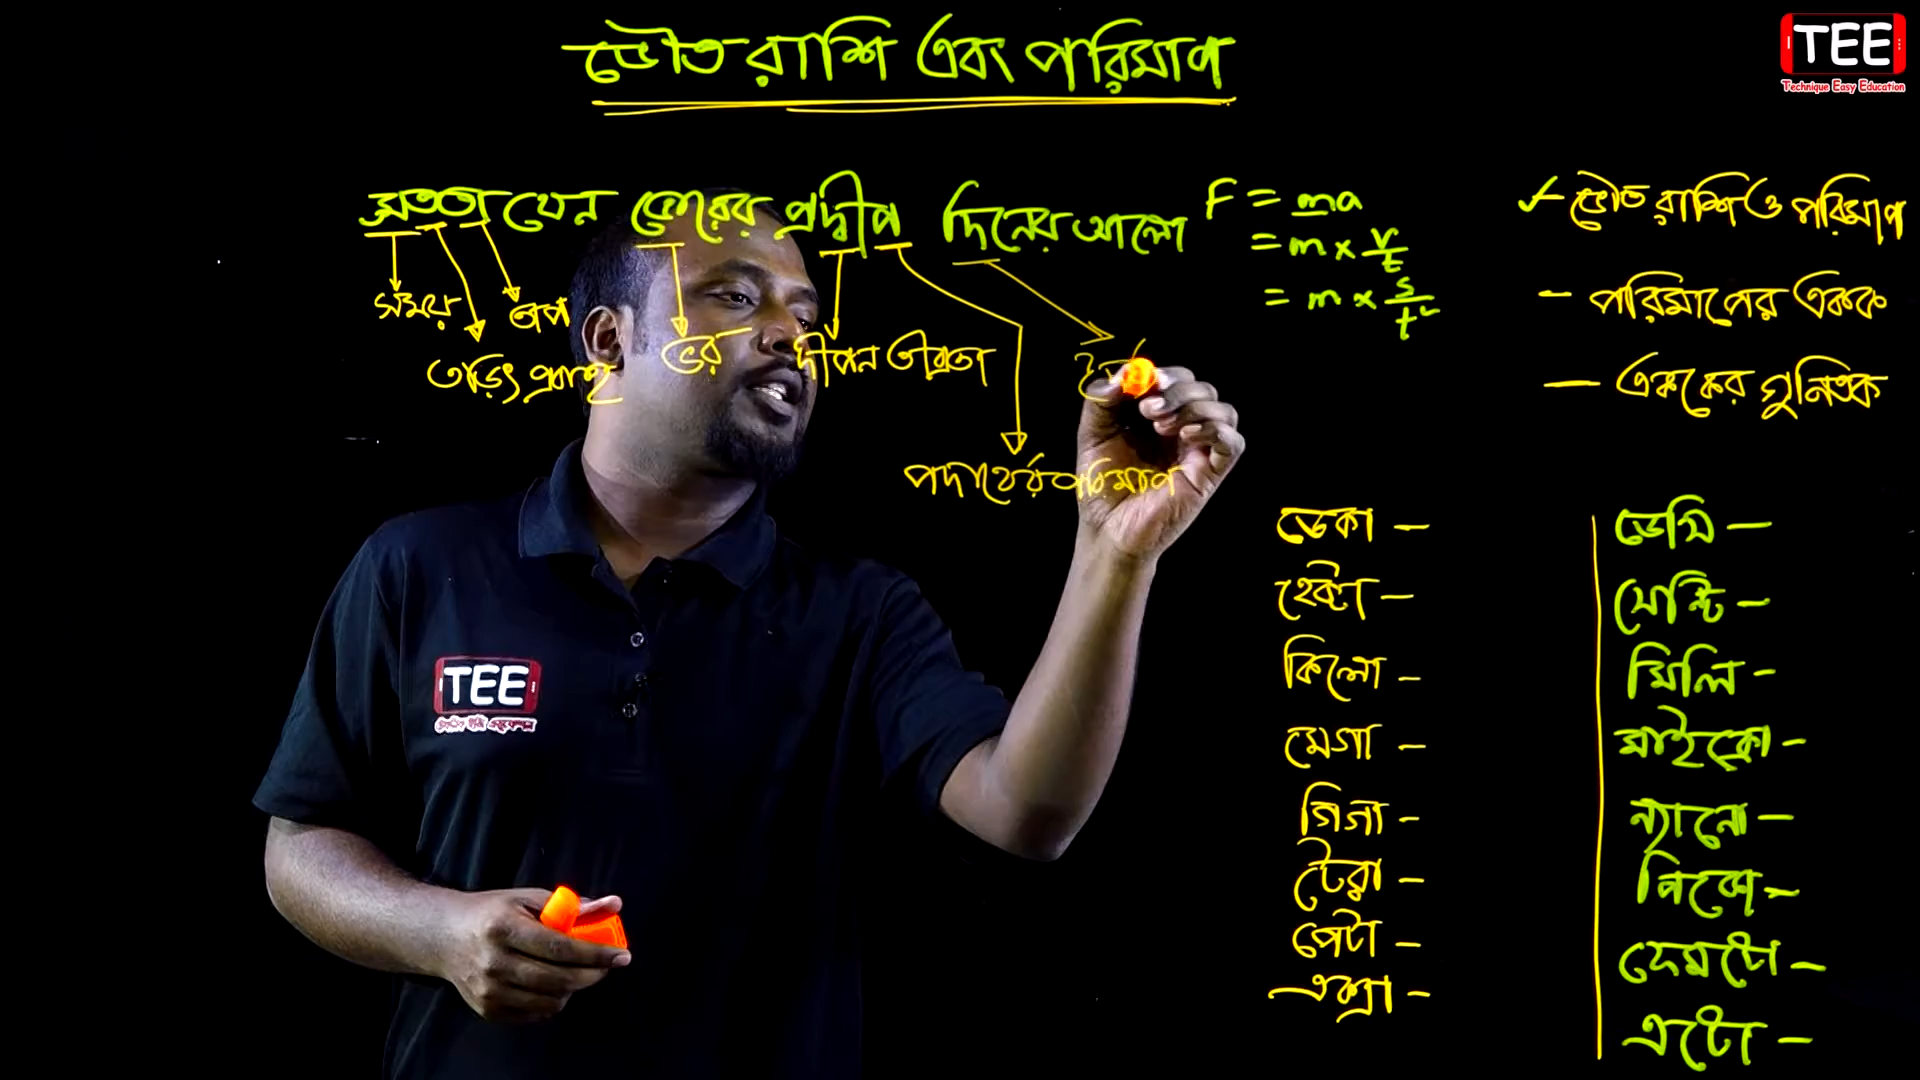 ভৌত রাশি এবং পরিমাপ
TEE
Technique Easy Education
সততা যেন ভোরের প্রদ্বীপ দিনের আলো
সময়
তড়িৎ প্রবাহ
তাপ
ভর
দীপন তীব্রতা
পদার্থের পরিমাণ
F = ma
= m × v/t
= m × s/t²
✓ ভৌত রাশি ও পরিমাপ
– পরিমাপের একক
– এককের গুনিতক
ডেকা –
হেক্টা –
কিলো –
মেগা –
গিগা –
টেরা –
পেটা –
এক্সা –
ডেসি –
সেন্টি –
মিলি –
মাইক্রো –
ন্যানো –
পিকো –
ফেমটো –
এটো –
TEE